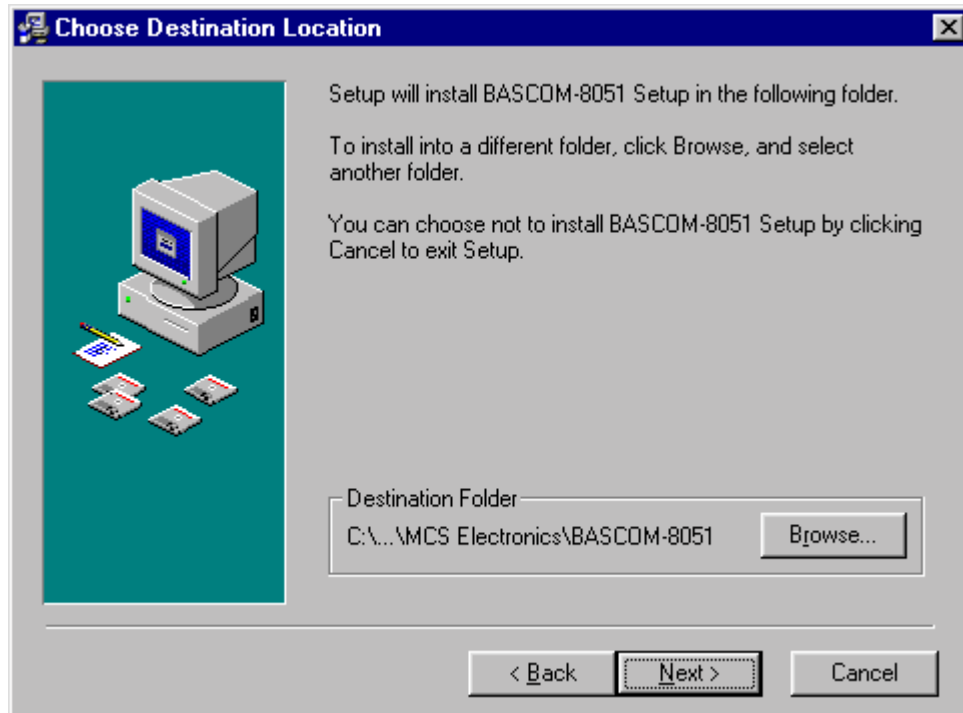 Choose Destination Location
Setup will install BASCOM-8051 Setup in the following folder.
To install into a different folder, click Browse, and select
another folder.
You can choose not to install BASCOM-8051 Setup by clicking
Cancel to exit Setup.
Destination Folder
C:\...\MCS Electronics\BASCOM-8051
Browse...
< Back
Next >
Cancel